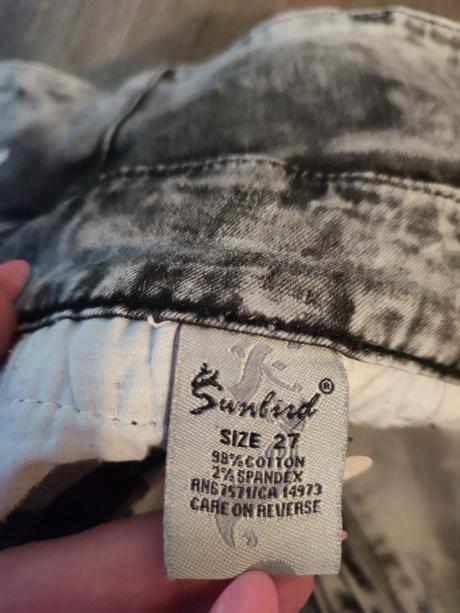 Sunbird®
SIZE 27
98% COTTON
2% SPANDEX
RN67571/CA 14973
CARE ON REVERSE